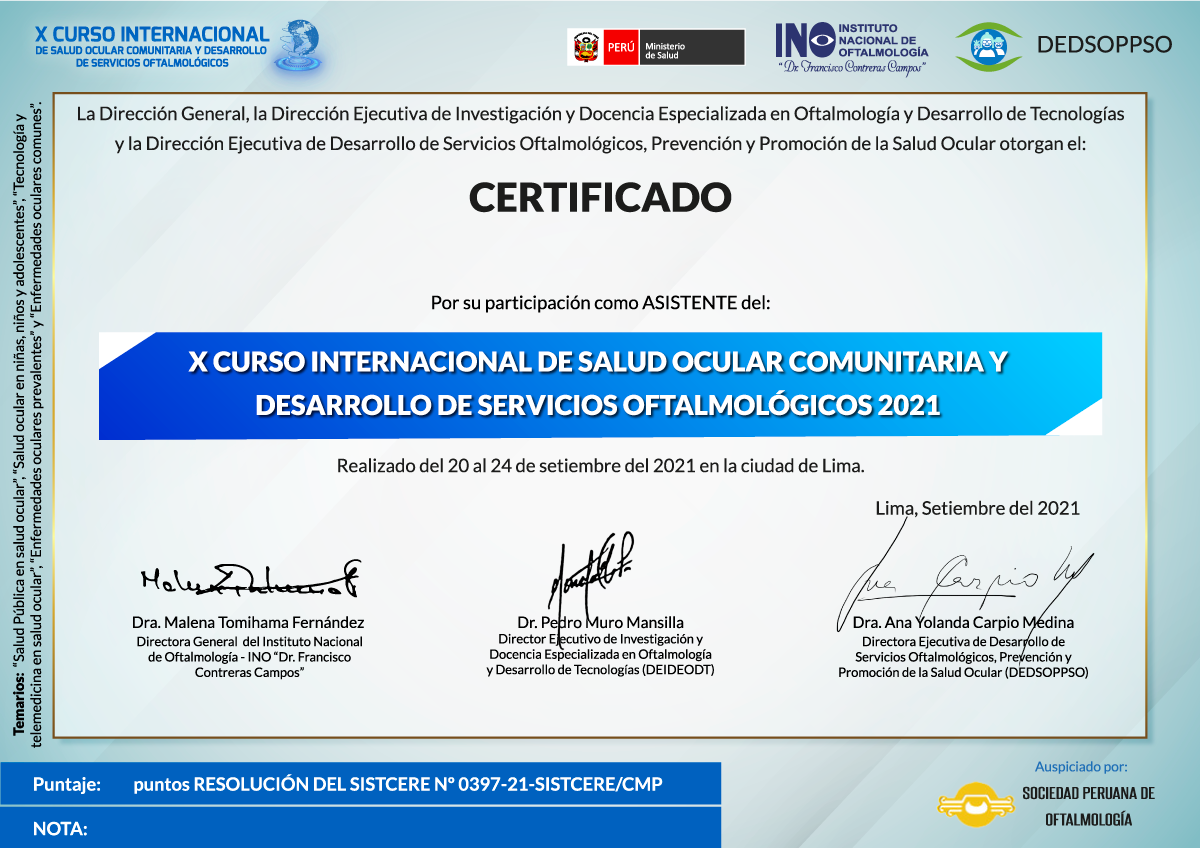 X CURSO INTERNACIONAL
DE SALUD OCULAR COMUNITARIA Y DESARROLLO
DE SERVICIOS OFTALMOLÓGICOS
PERÚ
Ministerio
de Salud
INO
INSTITUTO
NACIONAL DE
OFTALMOLOGÍA
"Dr. Francisco Contreras Campos"
DEDSOPPSO
La Dirección General, la Dirección Ejecutiva de Investigación y Docencia Especializada en Oftalmología y Desarrollo de Tecnologías
y la Dirección Ejecutiva de Desarrollo de Servicios Oftalmológicos, Prevención y Promoción de la Salud Ocular otorgan el:
CERTIFICADO
Por su participación como ASISTENTE del:
X CURSO INTERNACIONAL DE SALUD OCULAR COMUNITARIA Y
DESARROLLO DE SERVICIOS OFTALMOLÓGICOS 2021
Realizado del 20 al 24 de setiembre del 2021 en la ciudad de Lima.
Lima, Setiembre del 2021
Dra. Malena Tomihama Fernández
Directora General del Instituto Nacional
de Oftalmología - INO "Dr. Francisco
Contreras Campos"
Dr. Pedro Muro Mansilla
Director Ejecutivo de Investigación y
Docencia Especializada en Oftalmología
y Desarrollo de Tecnologías (DEIDEODT)
Dra. Ana Yolanda Carpio Medina
Directora Ejecutiva de Desarrollo de
Servicios Oftalmológicos, Prevención y
Promoción de la Salud Ocular (DEDSOPPSO)
Temarios: "Salud Pública en salud ocular", "Salud ocular en niñas, niños y adolescentes", "Tecnología y
telemedicina en salud ocular", "Enfermedades oculares prevalentes" y "Enfermedades oculares comunes".
Puntaje: puntos RESOLUCIÓN DEL SISTCERE Nº 0397-21-SISTCERE/CMP
NOTA:
Auspiciado por:
SOCIEDAD PERUANA DE
OFTALMOLOGÍA